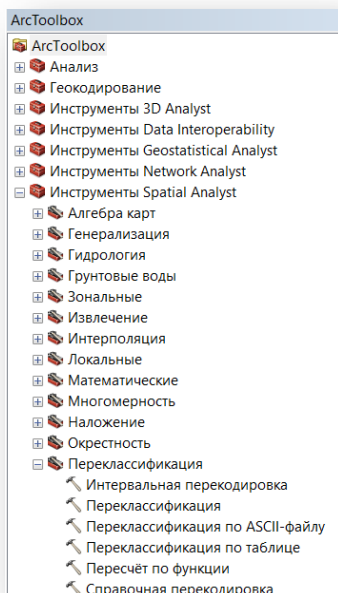 ArcToolbox
ArcToolbox
Анализ
Геокодирование
Инструменты 3D Analyst
Инструменты Data Interoperability
Инструменты Geostatistical Analyst
Инструменты Network Analyst
Инструменты Spatial Analyst
Алгебра карт
Генерализация
Гидрология
Грунтовые воды
Зональные
Извлечение
Интерполяция
Локальные
Математические
Многомерность
Наложение
Окрестность
Переклассификация
Интервальная перекодировка
Переклассификация
Переклассификация по ASCII-файлу
Переклассификация по таблице
Пересчёт по функции
Справочная перекодировка